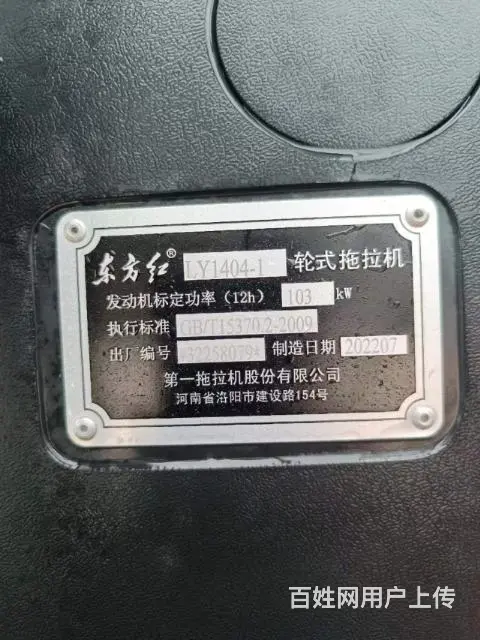 东方红® LY1404-1 轮式拖拉机
发动机标定功率(12h) 103 kW
执行标准 GB/T15370.2-2009
出厂编号 制造日期 202207
第一拖拉机股份有限公司
河南省洛阳市建设路154号
百姓网用户上传